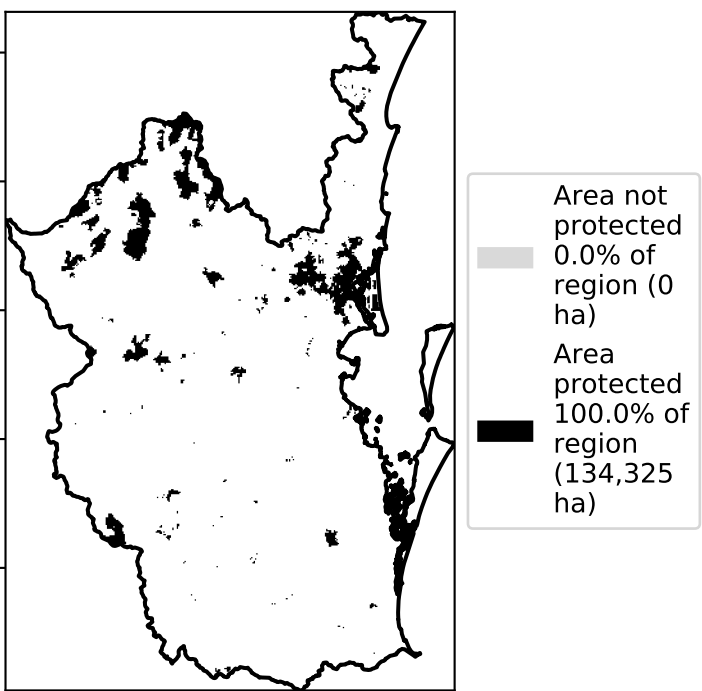 Area not
protected
0.0% of
region (0
ha)
Area
protected
100.0% of
region
(134,325
ha)